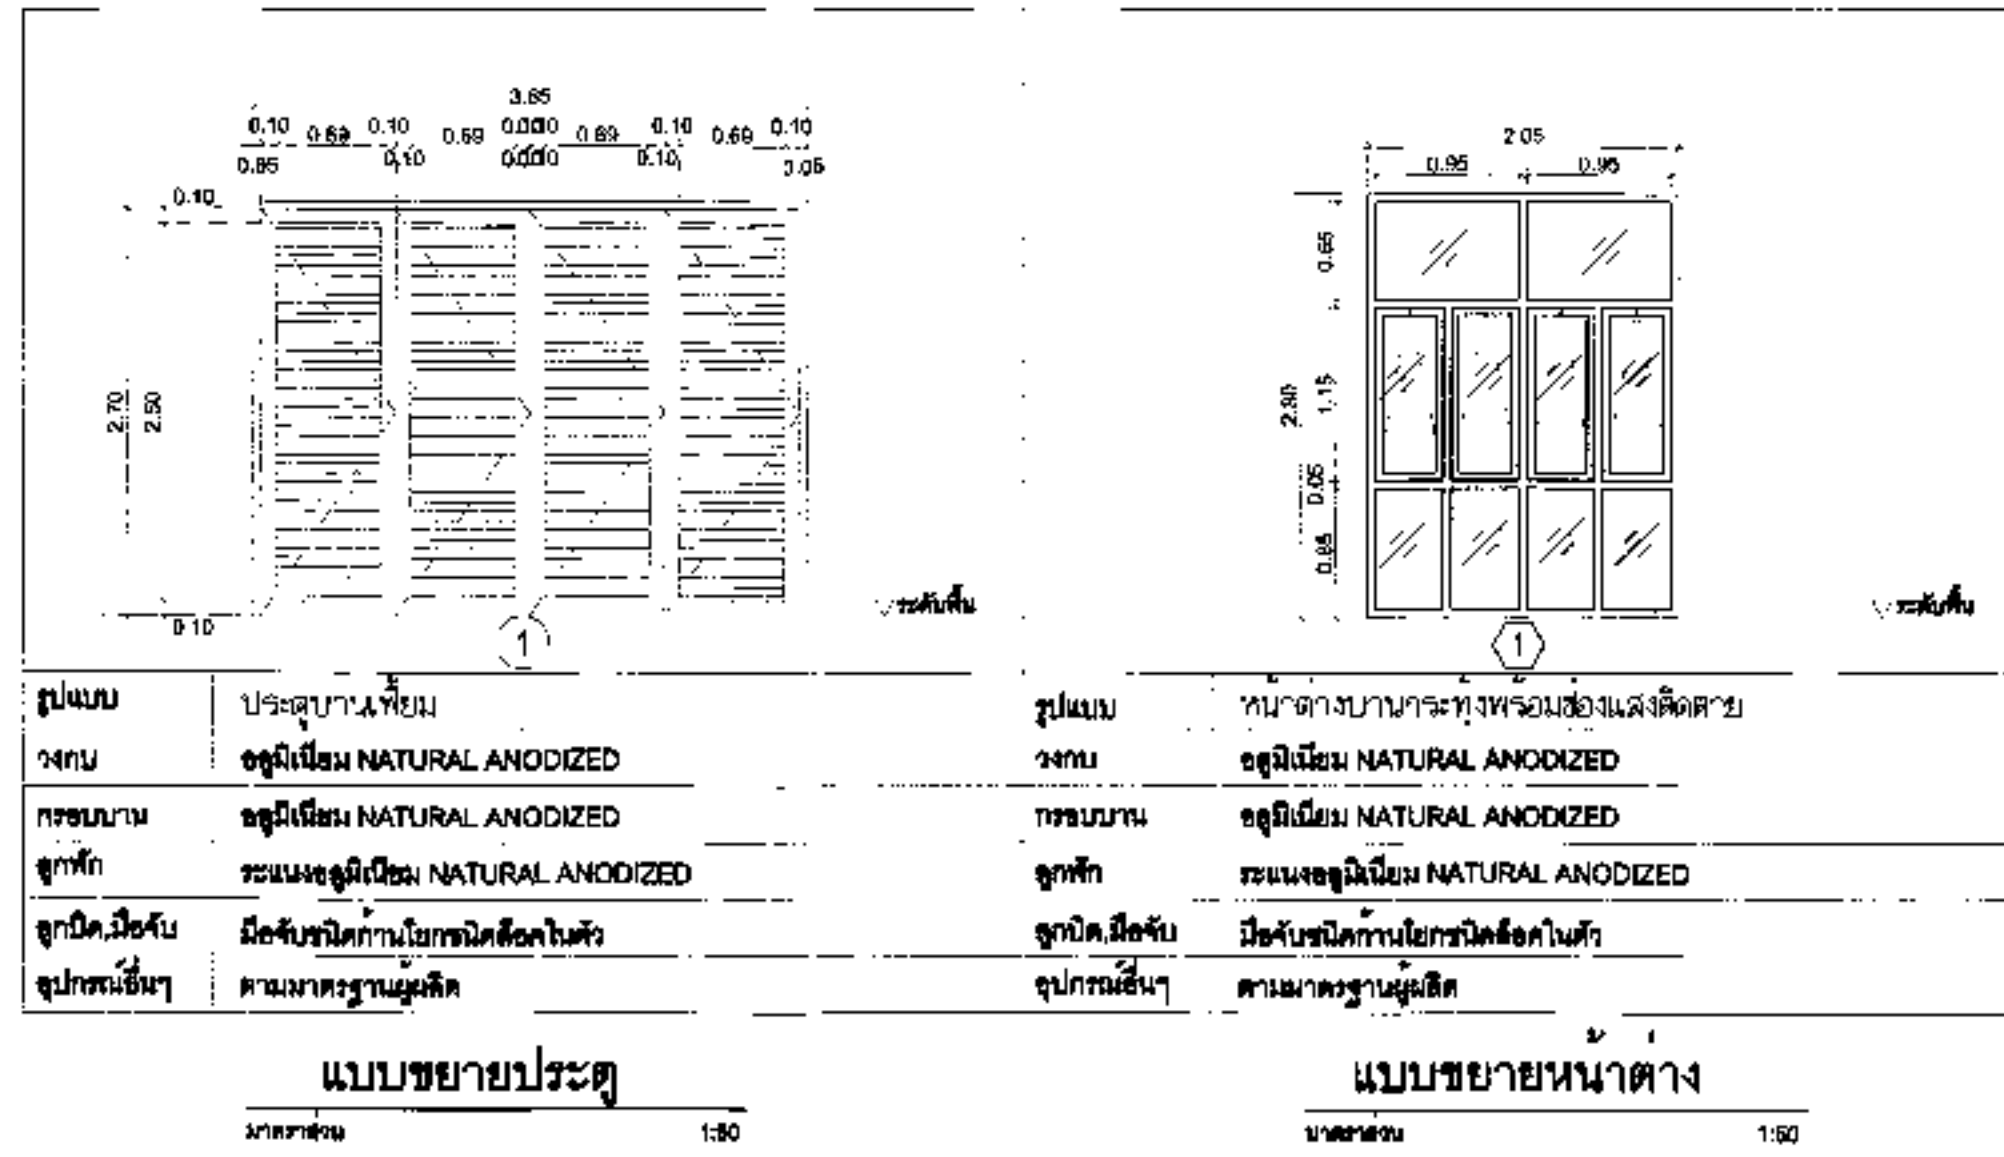 3.65
0.10 0.69 0.10 0.69 0.69 0.10 0.69 0.10
0.10 0.10
0.10
2.70
2.50
0.10
ระดับพื้น
1
รูปแบบ ประตูบานเฟี้ยม
วงกบ อลูมิเนียม NATURAL ANODIZED
กรอบบาน อลูมิเนียม NATURAL ANODIZED
ลูกฟัก ระแนงอลูมิเนียม NATURAL ANODIZED
ลูกบิด,มือจับ มือจับชนิดก้านโยกชนิดล็อคในตัว
อุปกรณ์อื่นๆ ตามมาตรฐานผู้ผลิต
แบบขยายประตู
มาตราส่วน
2.05
0.95 0.95
0.65
1.15
0.05
ระดับพื้น
1
รูปแบบ หน้าต่างบานกระทุ้งพร้อมช่องแสงติดตาย
วงกบ อลูมิเนียม NATURAL ANODIZED
กรอบบาน อลูมิเนียม NATURAL ANODIZED
ลูกฟัก ระแนงอลูมิเนียม NATURAL ANODIZED
ลูกบิด,มือจับ มือจับชนิดก้านโยกชนิดล็อคในตัว
อุปกรณ์อื่นๆ ตามมาตรฐานผู้ผลิต
แบบขยายหน้าต่าง
มาตราส่วน 1:50